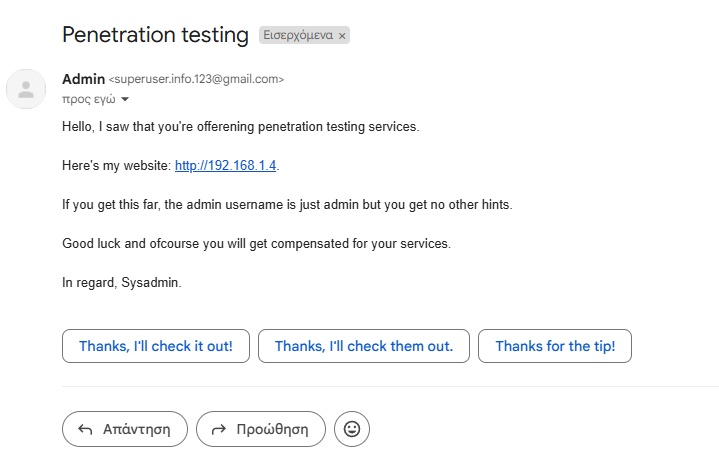 Penetration testing Εισερχόμενα ×
Admin <superuser.info.123@gmail.com>
προς εγώ
Hello, I saw that you're offerening penetration testing services.
Here's my website: http://192.168.1.4.
If you get this far, the admin username is just admin but you get no other hints.
Good luck and ofcourse you will get compensated for your services.
In regard, Sysadmin.
Thanks, I'll check it out! Thanks, I'll check them out. Thanks for the tip!
Απάντηση Προώθηση